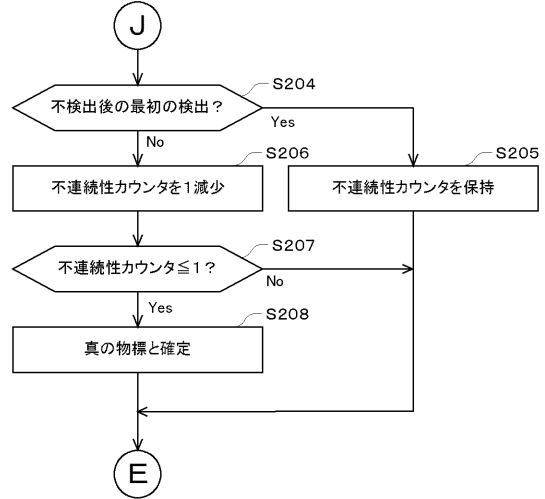 J
S204
不検出後の最初の検出?
Yes
No
S206
S205
不連続性カウンタを1減少
不連続性カウンタを保持
S207
不連続性カウンタ≦1?
No
Yes
S208
真の物標と確定
E